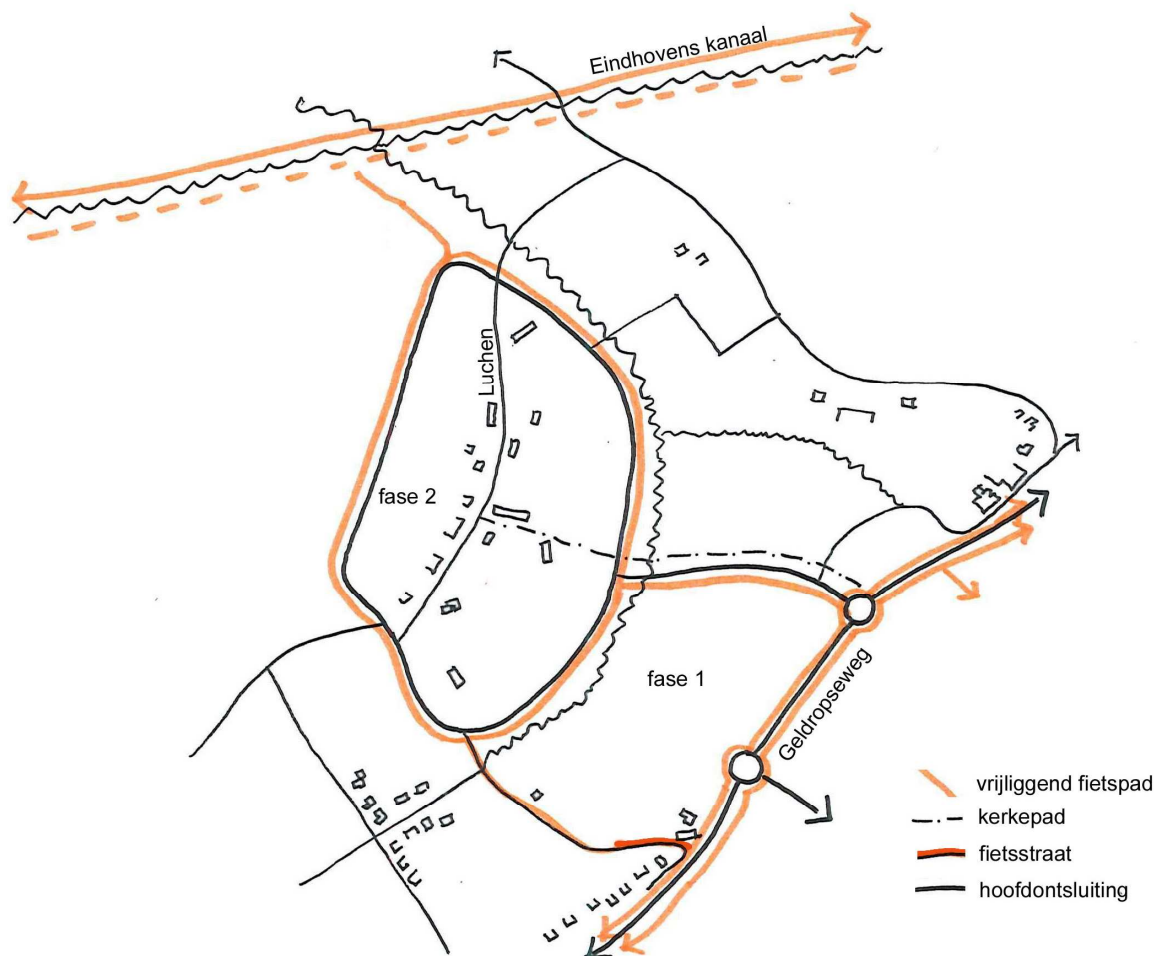 Eindhovens kanaal
Luchen
fase 2
fase 1
Geldropseweg
vrijliggend fietspad
kerkepad
fietsstraat
hoofdontsluiting